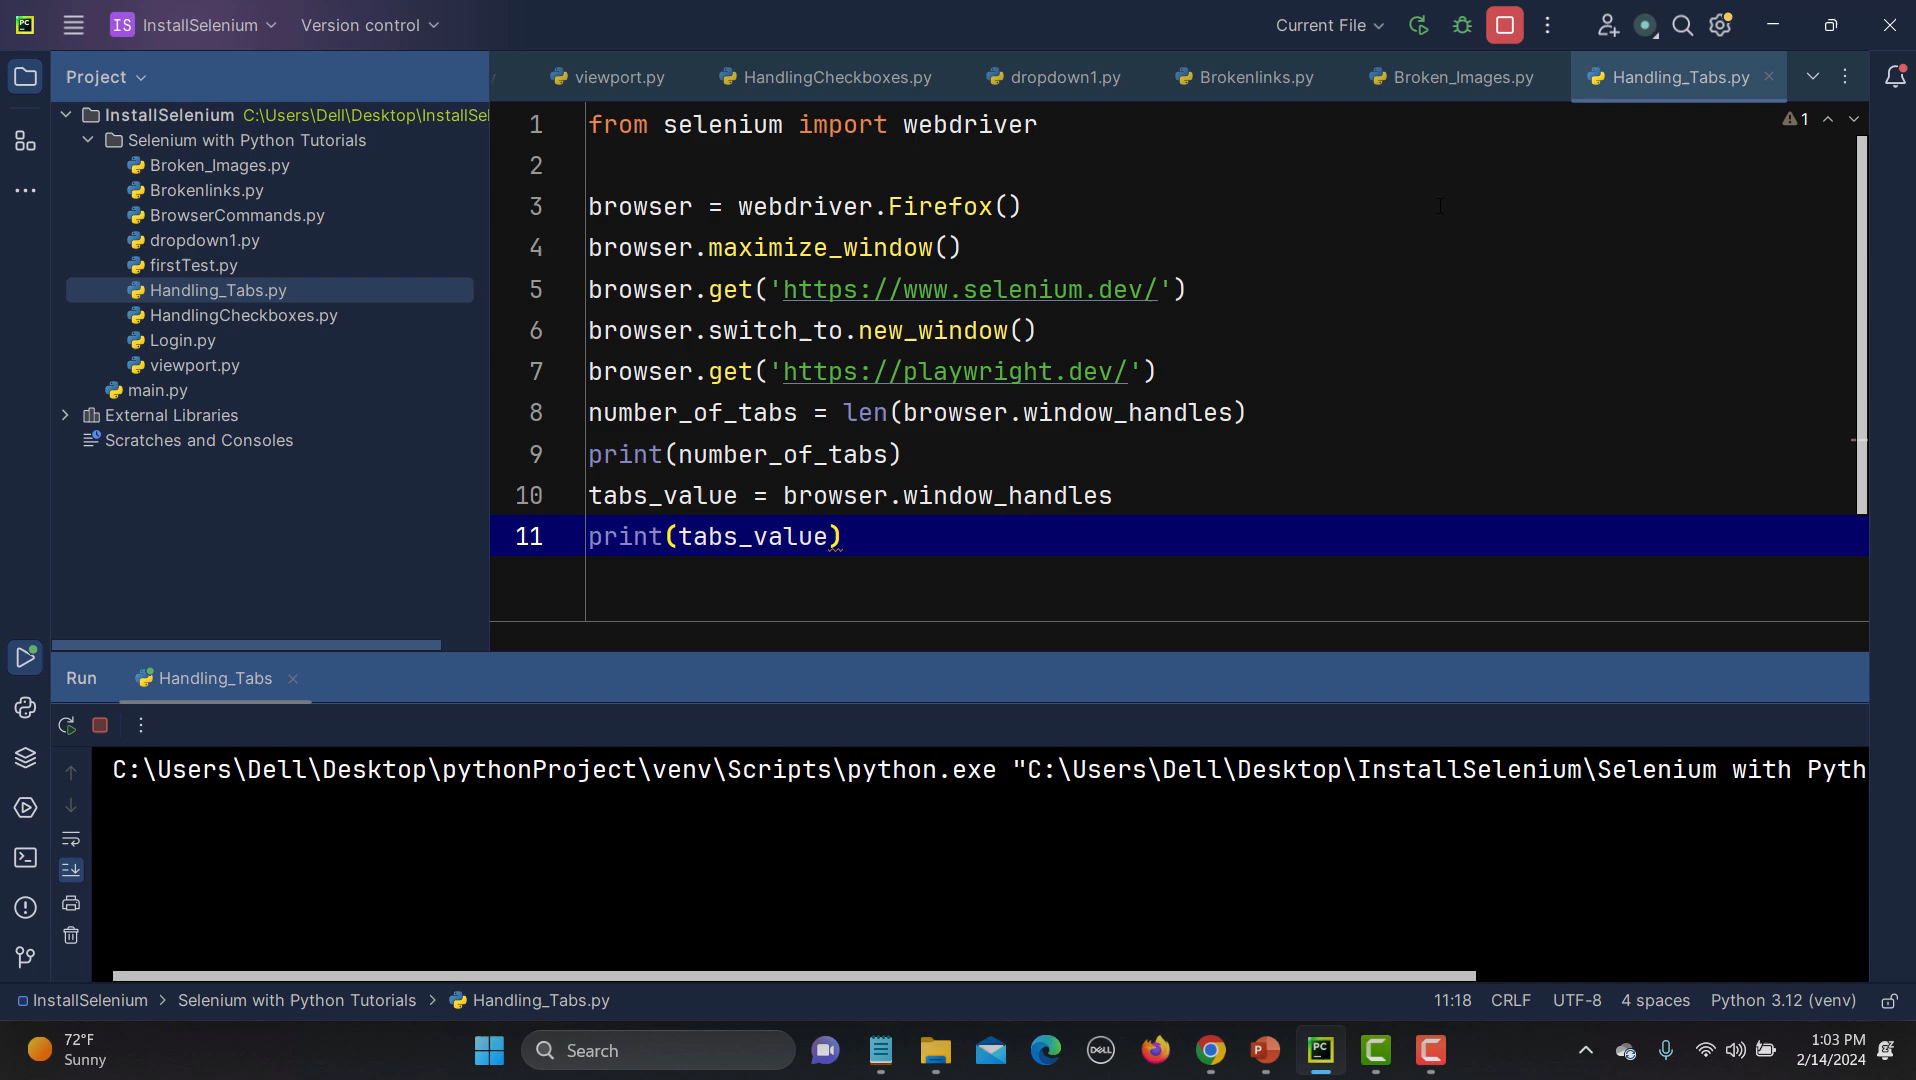 PC
IS InstallSelenium
Version control
Current File
Project
viewport.py
HandlingCheckboxes.py
dropdown1.py
Brokenlinks.py
Broken_Images.py
Handling_Tabs.py
InstallSelenium C:\Users\Dell\Desktop\InstallSel
Selenium with Python Tutorials
Broken_Images.py
Brokenlinks.py
BrowserCommands.py
dropdown1.py
firstTest.py
Handling_Tabs.py
HandlingCheckboxes.py
Login.py
viewport.py
main.py
External Libraries
Scratches and Consoles
1 from selenium import webdriver
2
3 browser = webdriver.Firefox()
4 browser.maximize_window()
5 browser.get('https://www.selenium.dev/')
6 browser.switch_to.new_window()
7 browser.get('https://playwright.dev/')
8 number_of_tabs = len(browser.window_handles)
9 print(number_of_tabs)
10 tabs_value = browser.window_handles
11 print(tabs_value)
1
Run
Handling_Tabs
C:\Users\Dell\Desktop\pythonProject\venv\Scripts\python.exe "C:\Users\Dell\Desktop\InstallSelenium\Selenium with Pyth
InstallSelenium > Selenium with Python Tutorials > Handling_Tabs.py
11:18 CRLF UTF-8 4 spaces Python 3.12 (venv)
72°F
Sunny
Search
DELL
P
PC
C
C
1:03 PM
2/14/2024